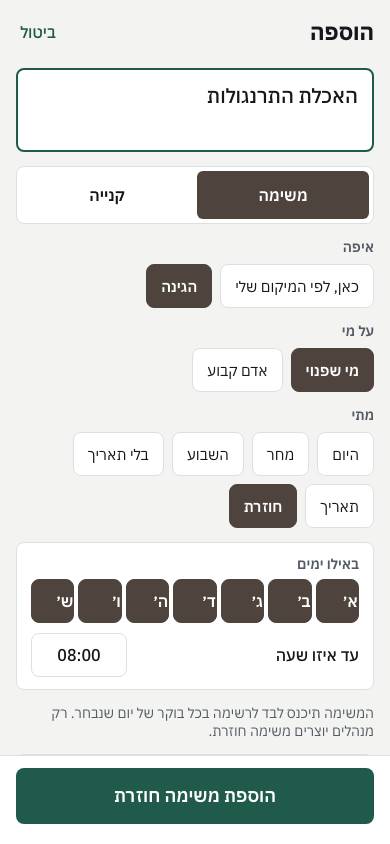 הוספה
ביטול
האכלת התרנגולות
משימה
קנייה
איפה
כאן, לפי המיקום שלי
הגינה
על מי
מי שפנוי
אדם קבוע
מתי
היום
מחר
השבוע
בלי תאריך
תאריך
חוזרת
באילו ימים
א׳ ב׳ ג׳ ד׳ ה׳ ו׳ ש׳
עד איזו שעה
08:00
המשימה תיכנס לבד לרשימה בכל בוקר של יום שנבחר. רק
מנהלים יוצרים משימה חוזרת.
הוספת משימה חוזרת